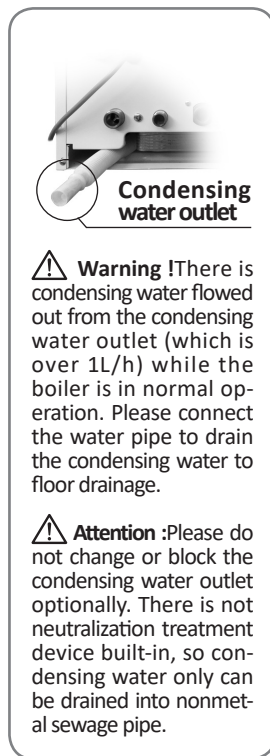 Condensing
water outlet
Warning !There is
condensing water flowed
out from the condensing
water outlet (which is
over 1L/h) while the
boiler is in normal op-
eration. Please connect
the water pipe to drain
the condensing water to
floor drainage.
Attention :Please do
not change or block the
condensing water outlet
optionally. There is not
neutralization treatment
device built-in, so con-
densing water only can
be drained into nonmet-
al sewage pipe.